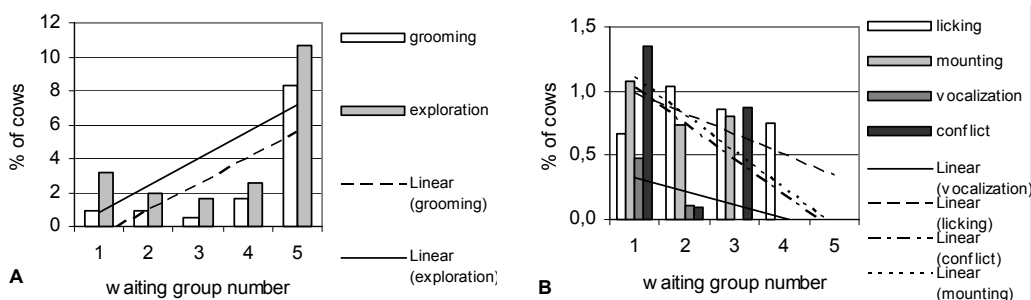 % of cows
12
10
8
6
4
2
0
1 2 3 4 5
waiting group number
A
grooming
exploration
Linear
(grooming)
Linear
(exploration)
% of cows
1,5
1,0
0,5
0,0
1 2 3 4 5
waiting group number
B
licking
mounting
vocalization
conflict
Linear
(vocalization)
Linear
(licking)
Linear
(conflict)
Linear
(mounting)